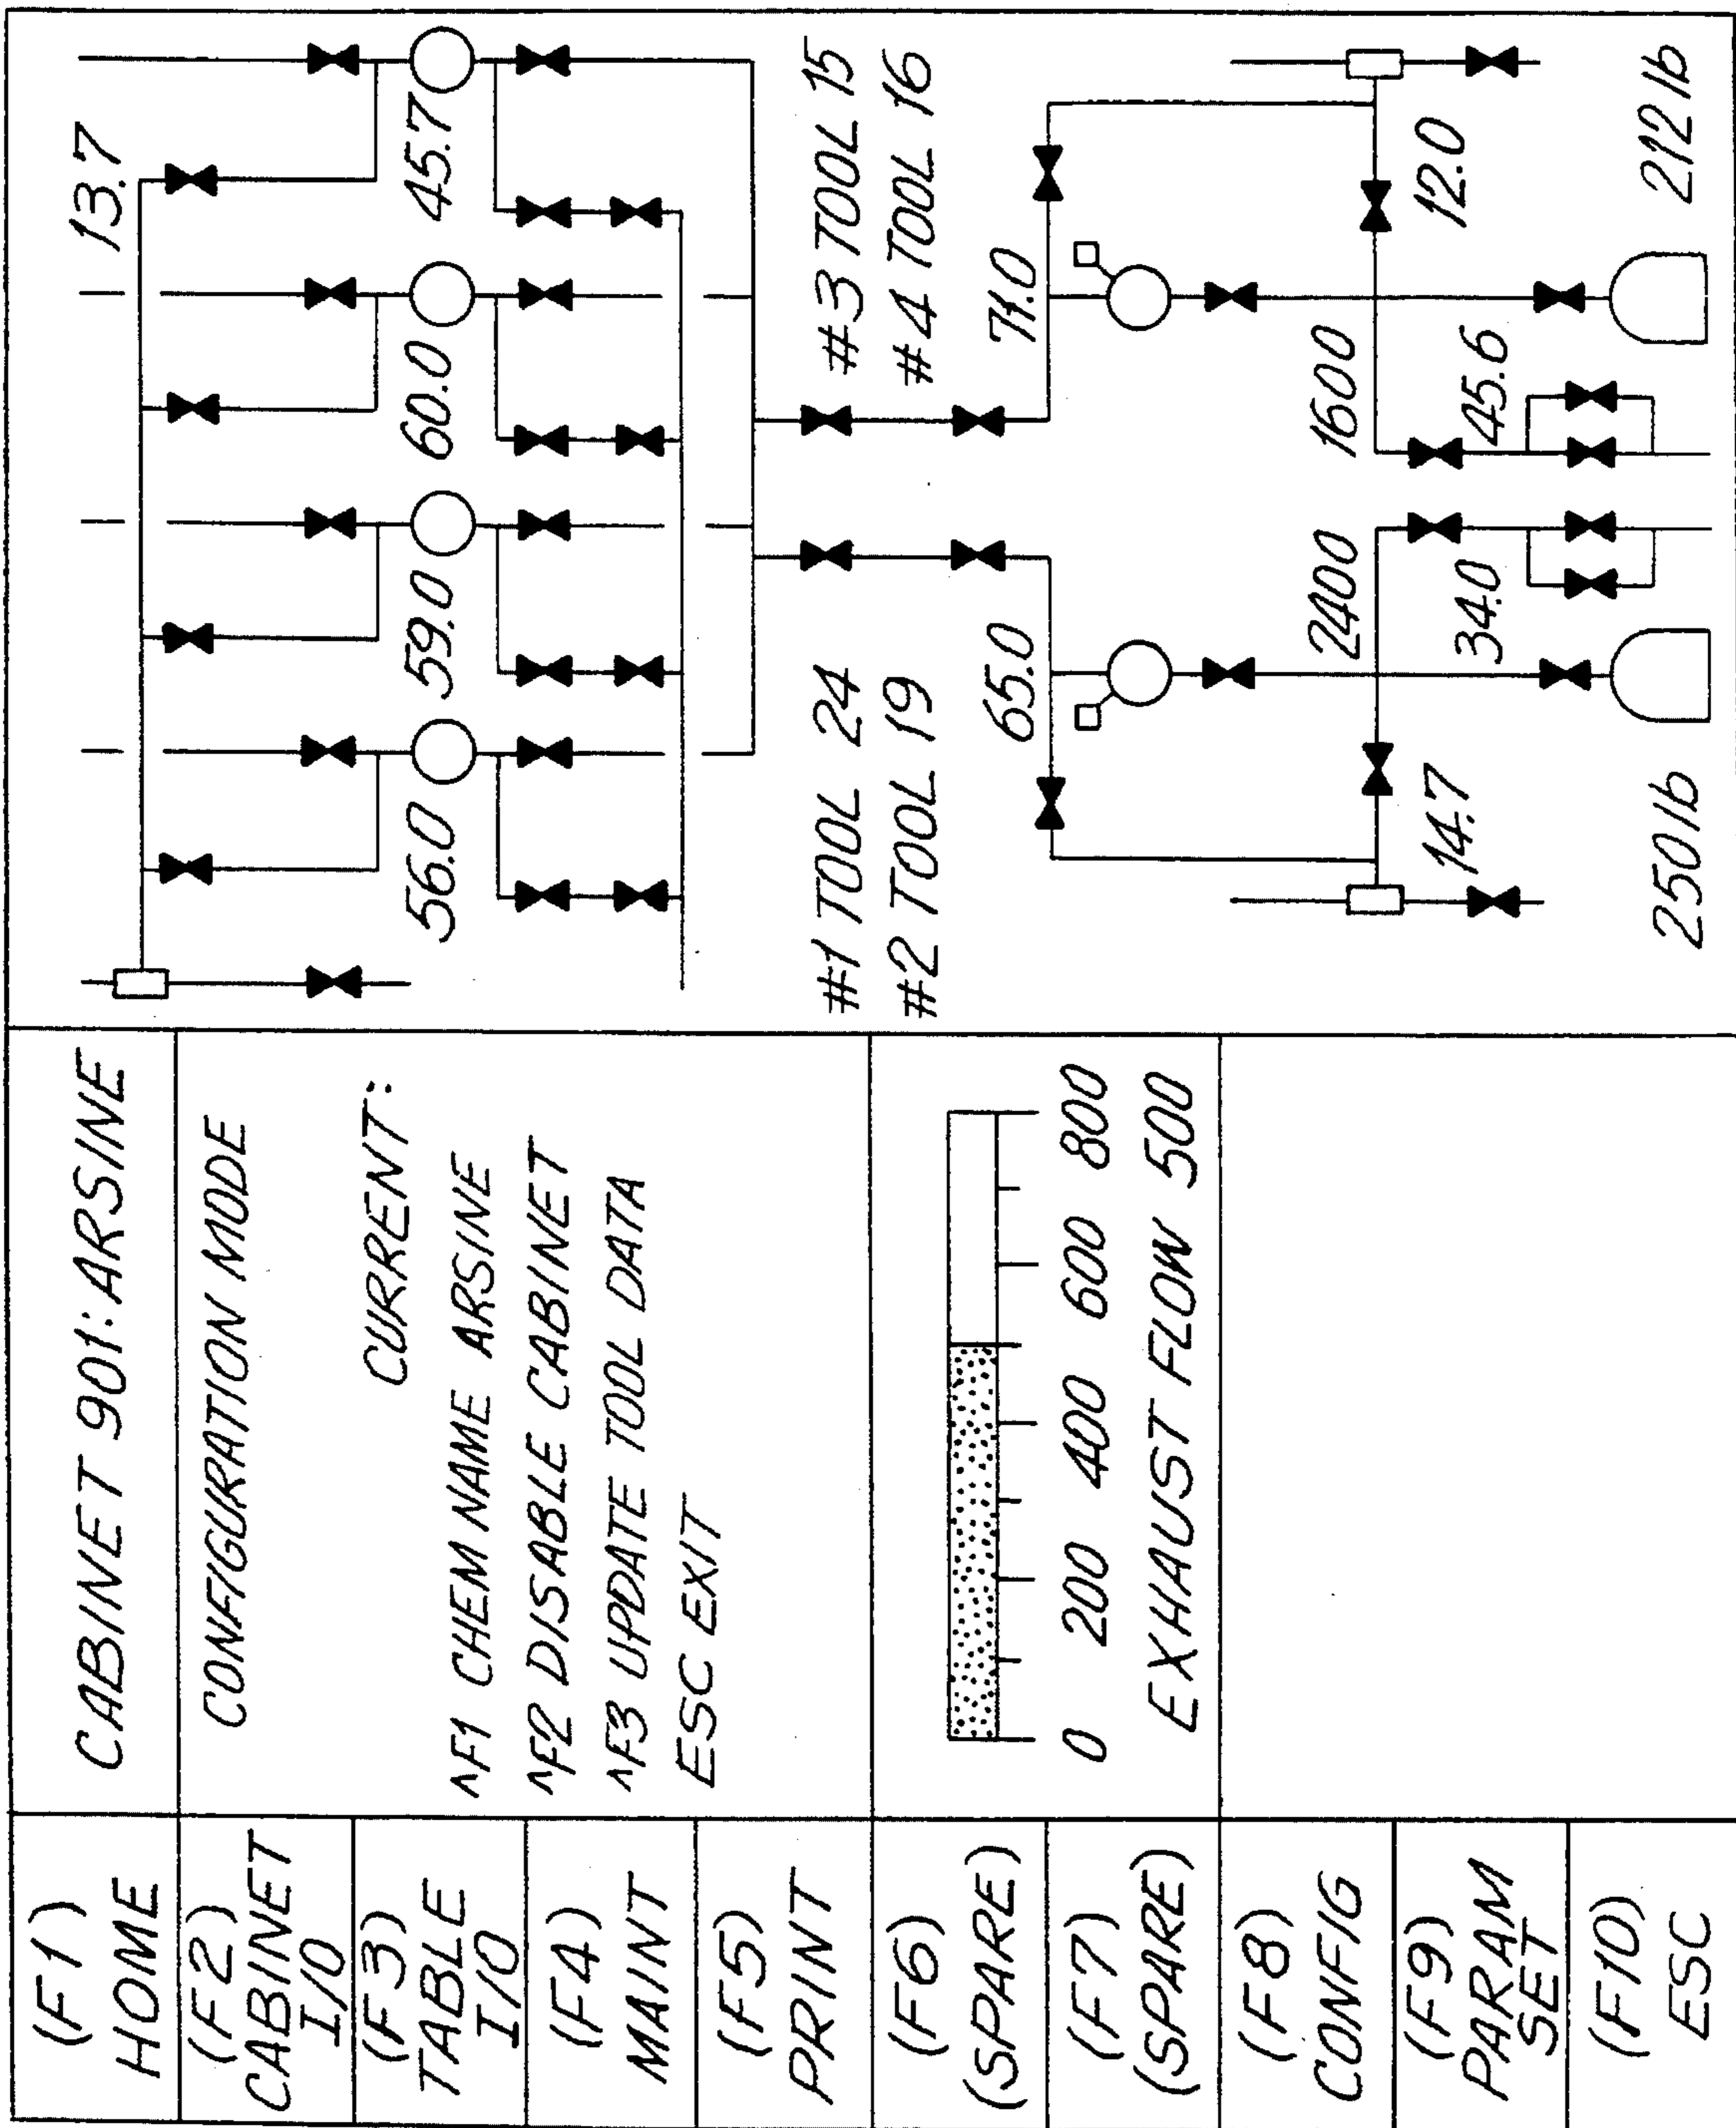 (F1)
HOME
(F2)
CABINET
I/O
(F3)
TABLE
I/O
(F4)
MAINT
(F5)
PRINT
(F6)
(SPARE)
(F7)
(SPARE)
(F8)
CONFIG
(F9)
PARAM
SET
(F10)
ESC
CABINET 901: ARSINE
CONFIGURATION MODE
CURRENT:
^F1 CHEM NAME ARSINE
^F2 DISABLE CABINET
^F3 UPDATE TOOL DATA
ESC EXIT
0 200 400 600 800
EXHAUST FLOW 500
13.7
56.0 59.0 60.0 45.7
#1 TOOL 24 #3 TOOL 15
#2 TOOL 19 #4 TOOL 16
65.0 71.0
2400 1600
14.7 34.0 45.6 12.0
250 lb 212 lb